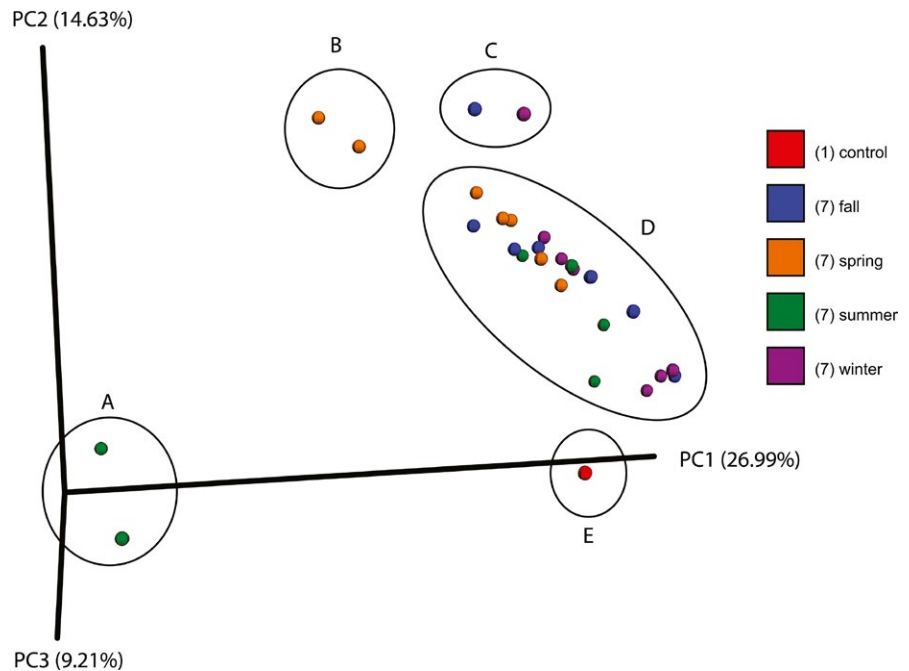 PC2 (14.63%)
B
C
(1) control
(7) fall
D
(7) spring
(7) summer
(7) winter
A
PC1 (26.99%)
E
PC3 (9.21%)